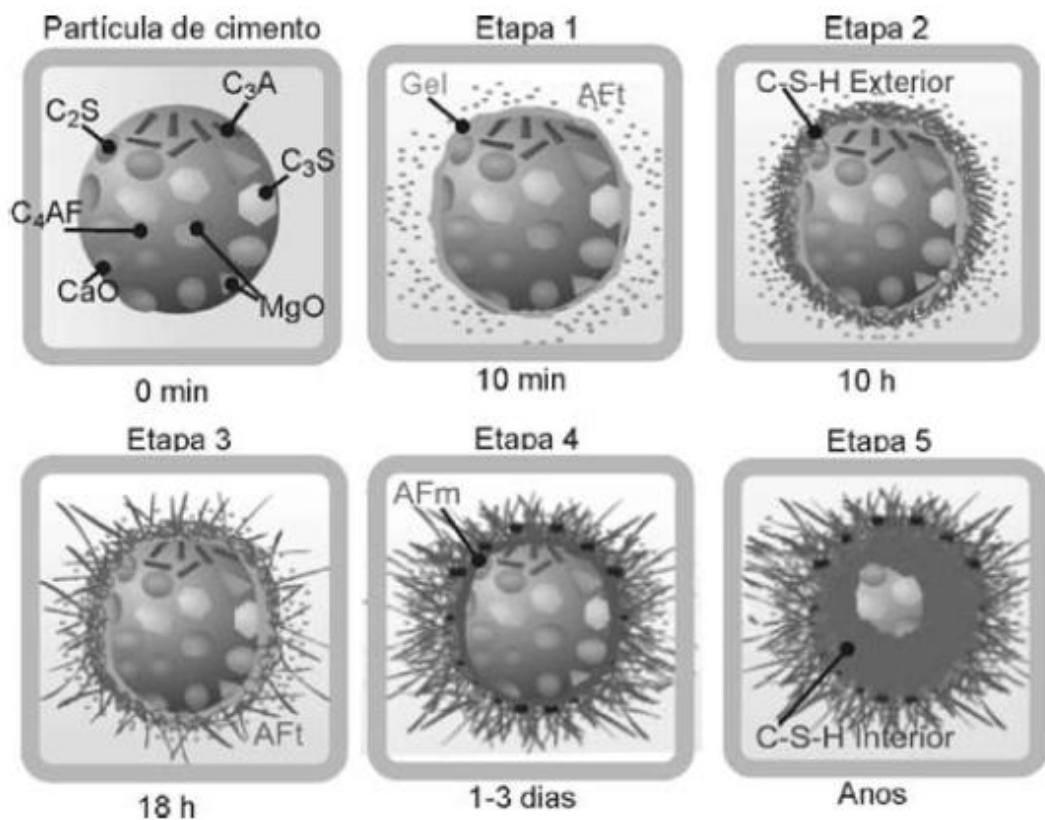 Partícula de cimento
C₃A
C₂S
C₃S
C₄AF
CaO
MgO
0 min
Etapa 1
Gel
AFt
10 min
Etapa 2
C-S-H Exterior
10 h
Etapa 3
AFt
18 h
Etapa 4
AFm
1-3 dias
Etapa 5
C-S-H Interior
Anos